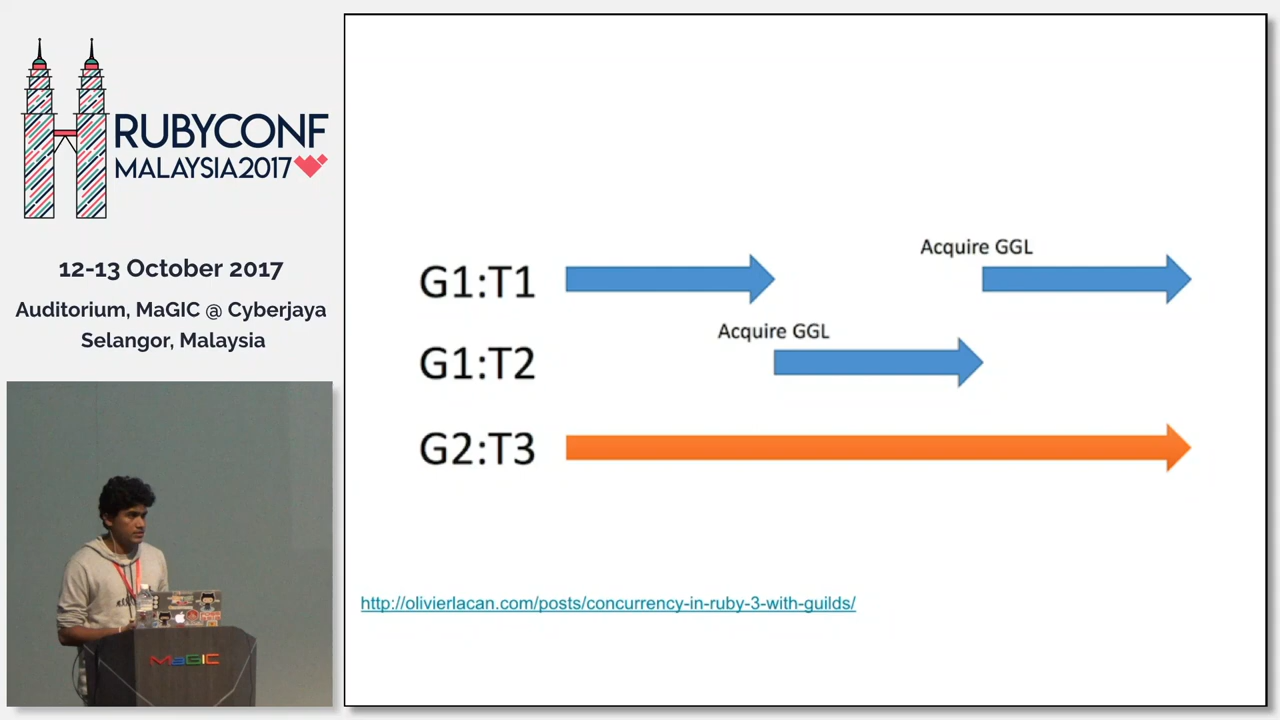 RUBYCONF
MALAYSIA2017
12-13 October 2017
Auditorium, MaGIC @ Cyberjaya
Selangor, Malaysia
MaGIC
Acquire GGL
G1:T1
Acquire GGL
G1:T2
G2:T3
http://olivierlacan.com/posts/concurrency-in-ruby-3-with-guilds/